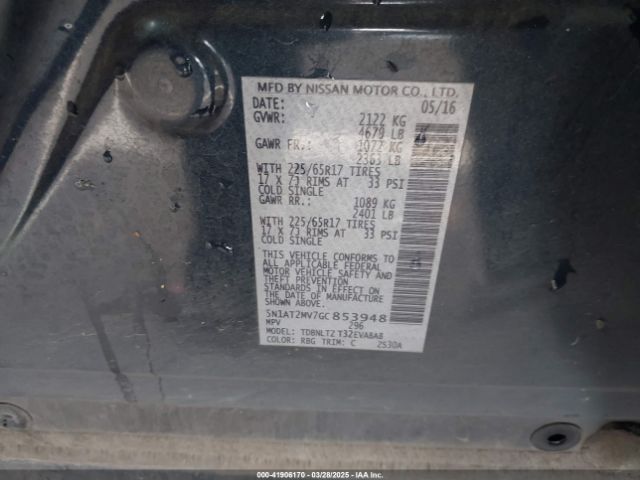 MFD BY NISSAN MOTOR CO., LTD.
DATE: 05/16
GVWR: 2122 KG
4679 LB
GAWR FR.: 1072 KG
2363 LB
WITH 225/65R17 TIRES
17 X 7J RIMS AT 33 PSI
COLD SINGLE
GAWR RR.: 1089 KG
2401 LB
WITH 225/65R17 TIRES
17 X 7J RIMS AT 33 PSI
COLD SINGLE
THIS VEHICLE CONFORMS TO
ALL APPLICABLE FEDERAL
MOTOR VEHICLE SAFETY AND
THEFT PREVENTION
STANDARDS IN EFFECT ON
THE DATE OF MANUFACTURE
SHOWN ABOVE.
5N1AT2MV7GC853948
MPV 296
MODEL: TDBNLTZ T32EVABAB
COLOR: RBG TRIM: C 2S30A
000-41906170 03/28/2025 IAAI.COM